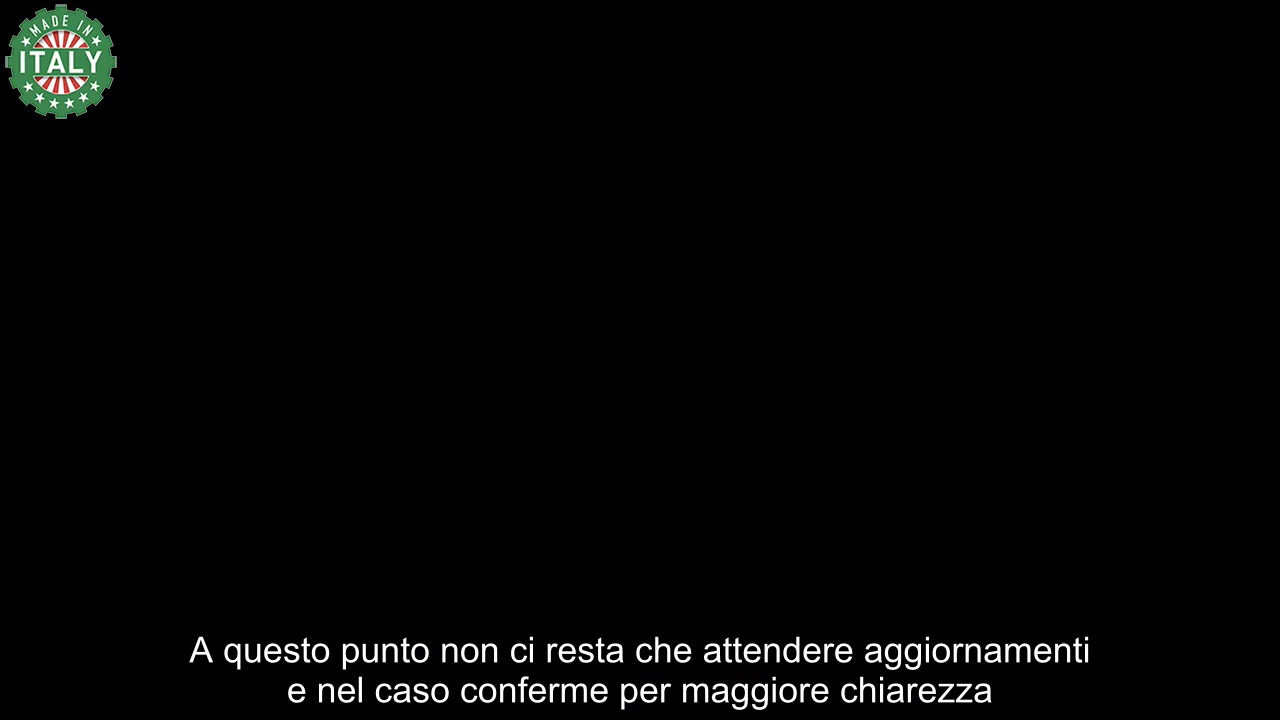 MADE IN
ITALY
A questo punto non ci resta che attendere aggiornamenti
e nel caso conferme per maggiore chiarezza